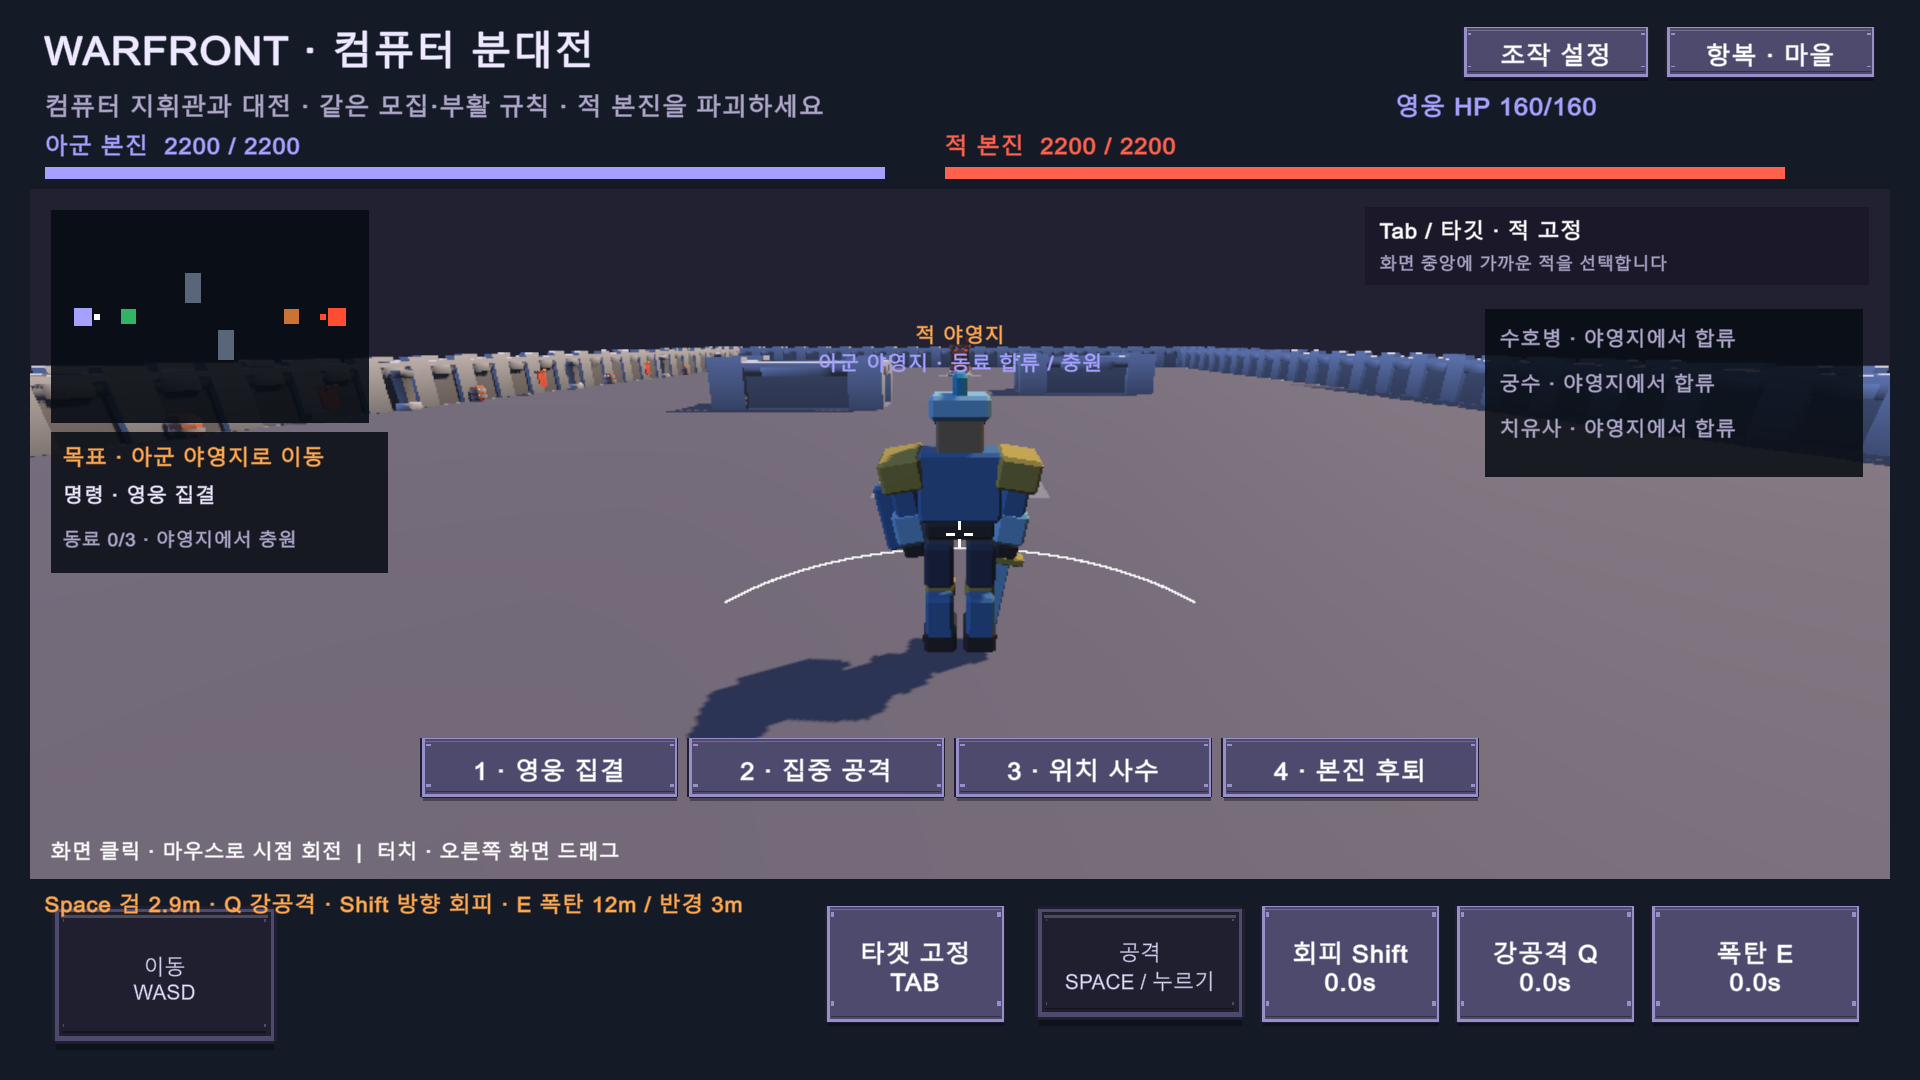 WARFRONT · 컴퓨터 분대전
조작 설정
항복 · 마을
컴퓨터 지휘관과 대전 · 같은 모집·부활 규칙 · 적 본진을 파괴하세요
영웅 HP 160/160
아군 본진 2200 / 2200
적 본진 2200 / 2200
Tab / 타깃 · 적 고정
화면 중앙에 가까운 적을 선택합니다
적 야영지
아군 야영지 · 동료 합류 / 충원
수호병 · 야영지에서 합류
궁수 · 야영지에서 합류
치유사 · 야영지에서 합류
목표 · 아군 야영지로 이동
명령 · 영웅 집결
동료 0/3 · 야영지에서 충원
1 · 영웅 집결
2 · 집중 공격
3 · 위치 사수
4 · 본진 후퇴
화면 클릭 · 마우스로 시점 회전 | 터치 · 오른쪽 화면 드래그
Space 검 2.9m · Q 강공격 · Shift 방향 회피 · E 폭탄 12m / 반경 3m
이동
WASD
타겟 고정
TAB
공격
SPACE / 누르기
회피 Shift
0.0s
강공격 Q
0.0s
폭탄 E
0.0s